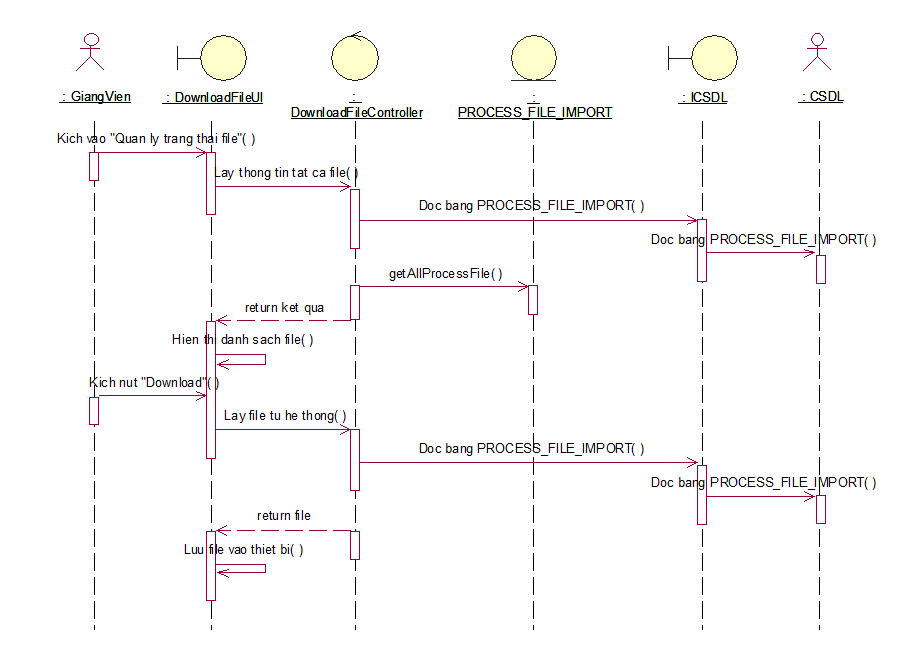 : GiangVien
: DownloadFileUI
:
DownloadFileController
:
PROCESS_FILE_IMPORT
: ICSDL
: CSDL
Kich vao "Quan ly trang thai file"( )
Lay thong tin tat ca file( )
Doc bang PROCESS_FILE_IMPORT( )
Doc bang PROCESS_FILE_IMPORT( )
getAllProcessFile( )
return ket qua
Hien thi danh sach file( )
Kich nut "Download"( )
Lay file tu he thong( )
Doc bang PROCESS_FILE_IMPORT( )
Doc bang PROCESS_FILE_IMPORT( )
return file
Luu file vao thiet bi( )